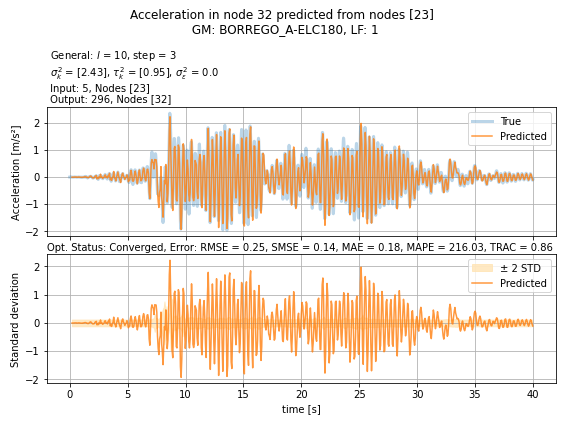 Acceleration in node 32 predicted from nodes [23]
GM: BORREGO_A-ELC180, LF: 1
General: l = 10, step = 3
σ²ₖ = [2.43], τ²ₖ = [0.95], σ²ε = 0.0
Input: 5, Nodes [23]
Output: 296, Nodes [32]
Acceleration [m/s²]
2
1
0
−1
−2
True
Predicted
Opt. Status: Converged, Error: RMSE = 0.25, SMSE = 0.14, MAE = 0.18, MAPE = 216.03, TRAC = 0.86
Standard deviation
2
1
0
−1
−2
± 2 STD
Predicted
0 5 10 15 20 25 30 35 40
time [s]